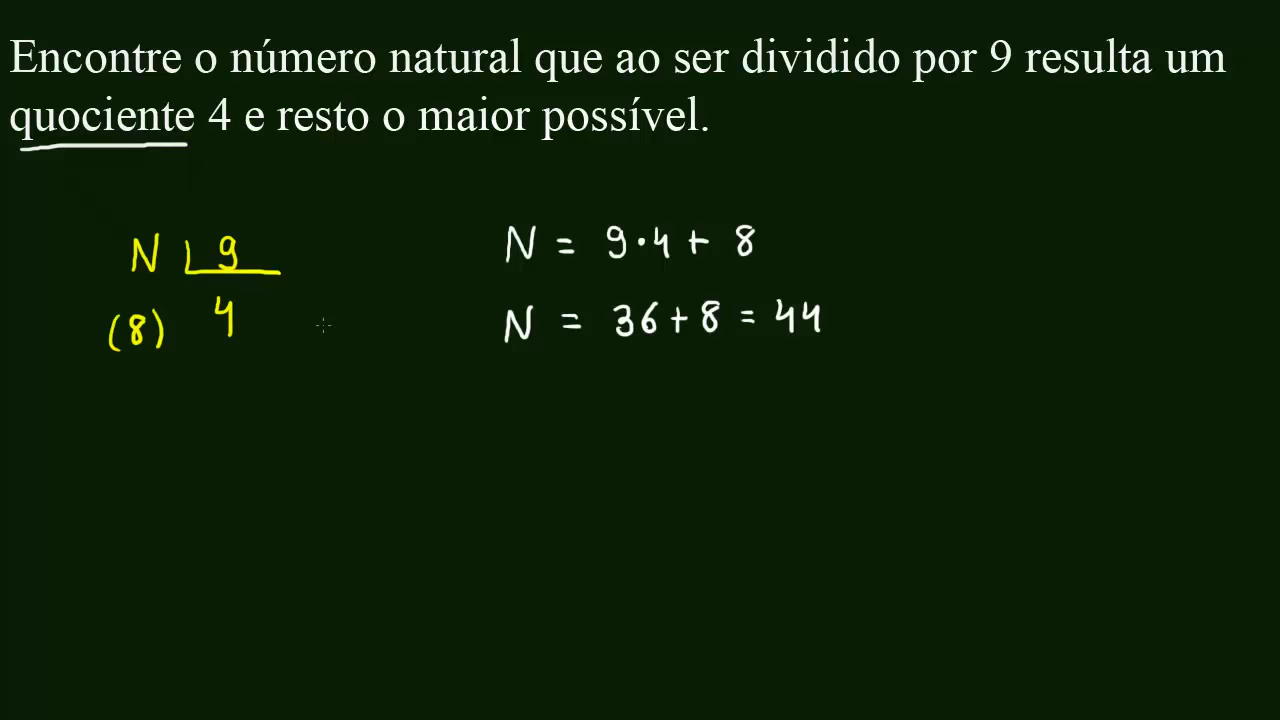 Encontre o número natural que ao ser dividido por 9 resulta um
quociente 4 e resto o maior possível.
N 9
(8) 4
N = 9·4 + 8
N = 36 + 8 = 44